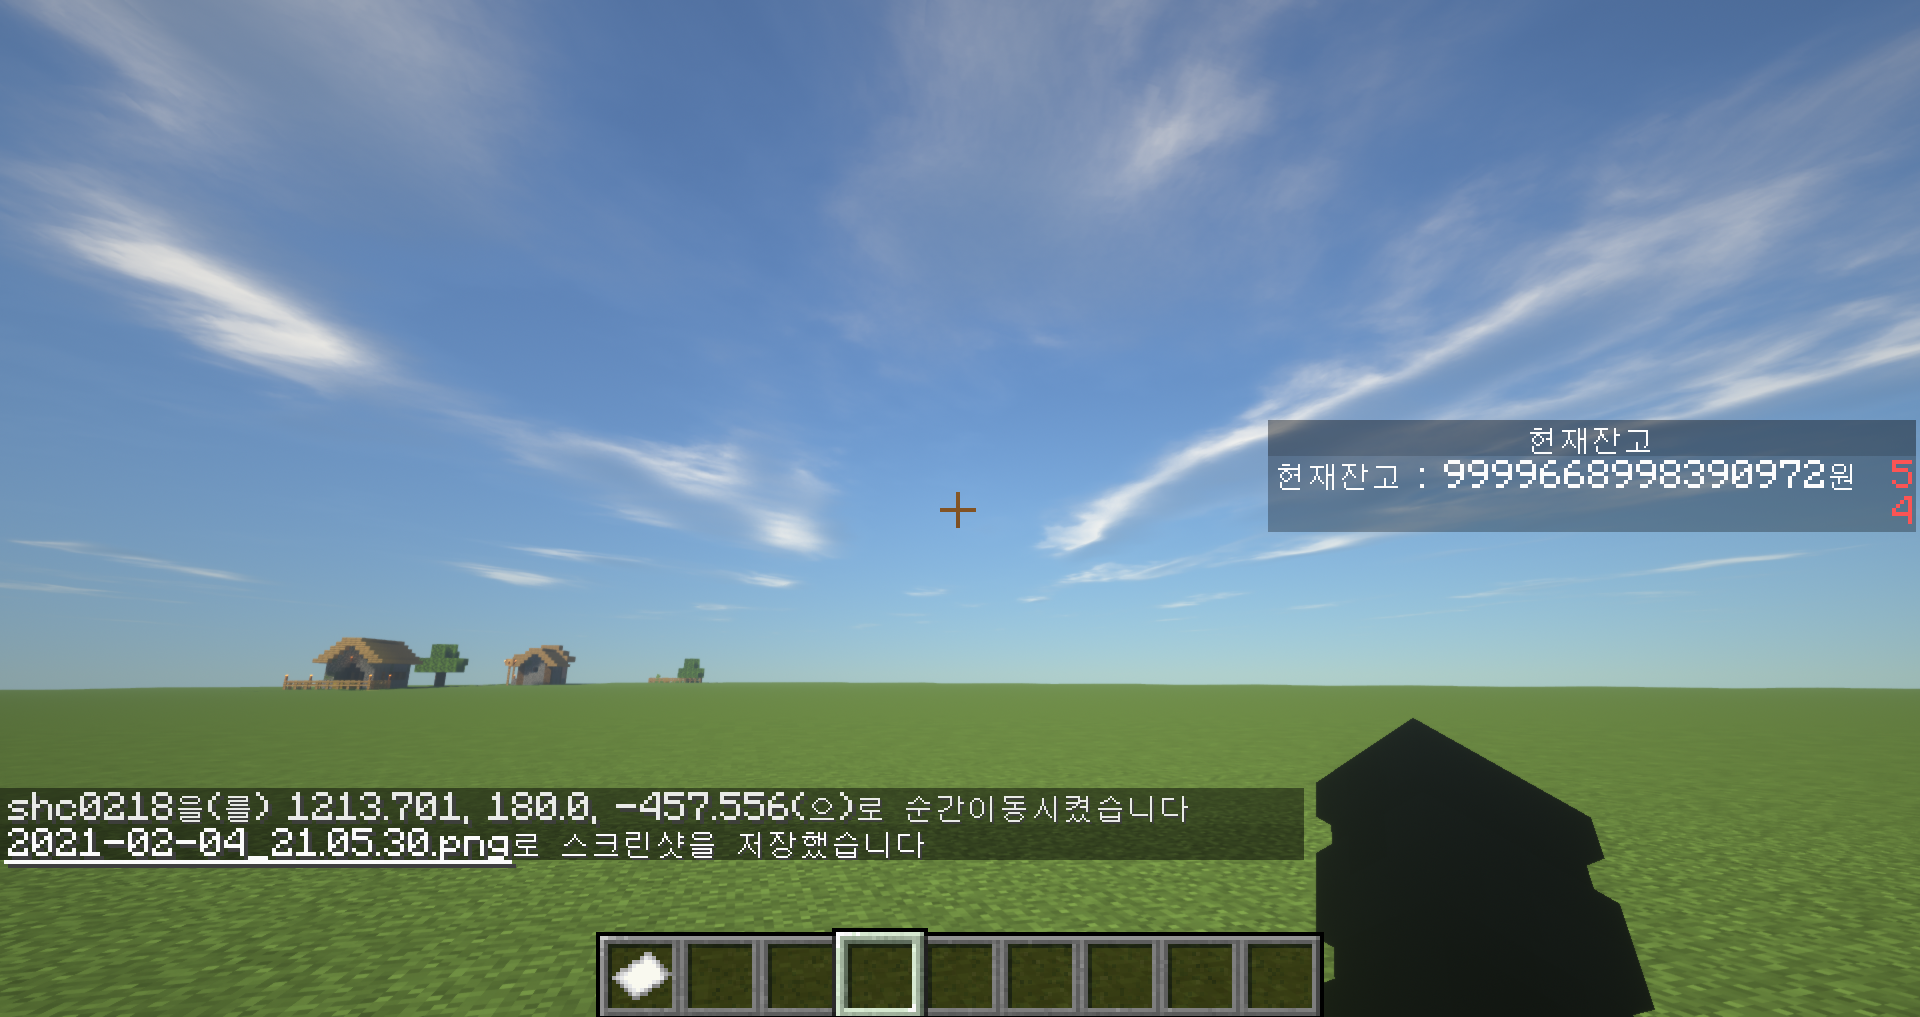 현재잔고
현재잔고 : 9999668998390972원 5
4
shc0218을(를) 1213.701, 180.0, -457.556(으)로 순간이동시켰습니다
2021-02-04_21.05.30.png로 스크린샷을 저장했습니다